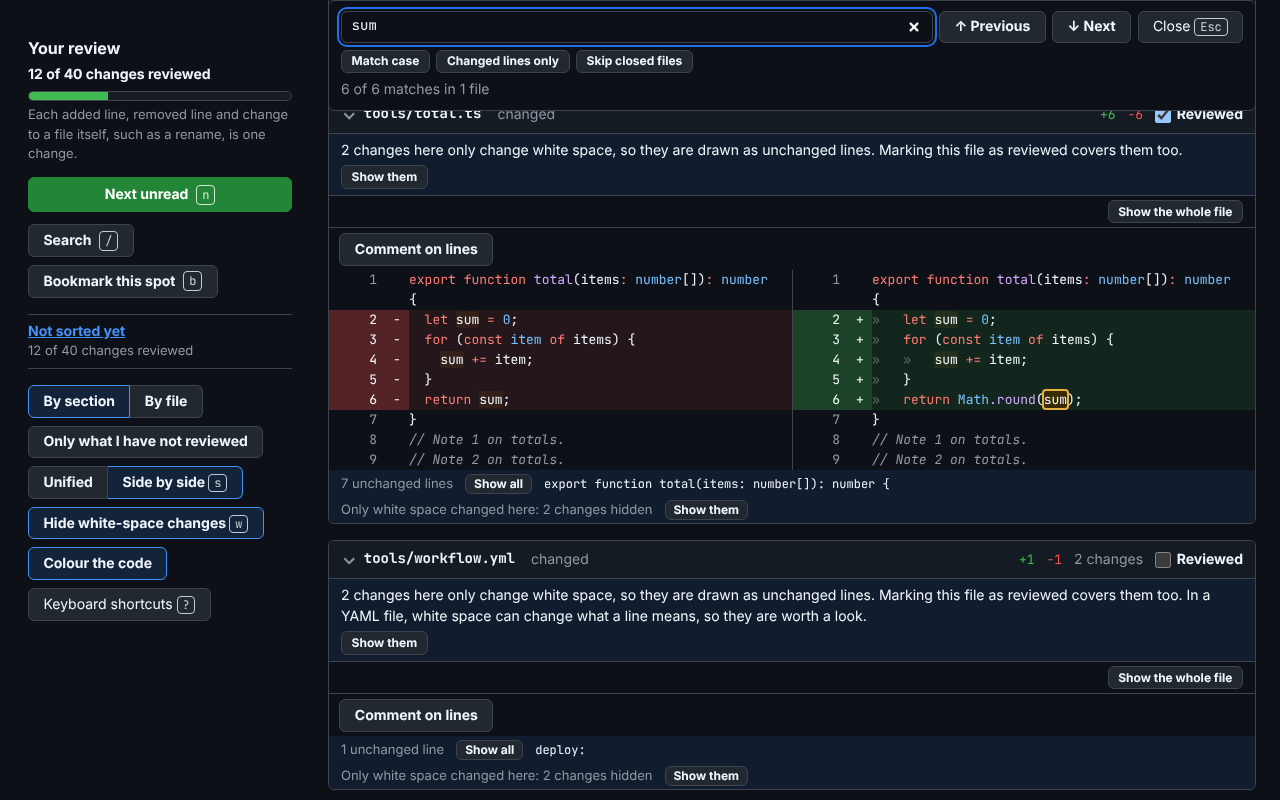 Your review
12 of 40 changes reviewed
Each added line, removed line and change
to a file itself, such as a rename, is one
change.
Next unread n
Search /
Bookmark this spot b
Not sorted yet
12 of 40 changes reviewed
By section By file
Only what I have not reviewed
Unified Side by side s
Hide white-space changes w
Colour the code
Keyboard shortcuts ?
sum × ↑ Previous ↓ Next Close Esc
Match case Changed lines only Skip closed files
6 of 6 matches in 1 file
tools/total.ts changed +6 -6 Reviewed
2 changes here only change white space, so they are drawn as unchanged lines. Marking this file as reviewed covers them too.
Show them
Show the whole file
Comment on lines
1 export function total(items: number[]): number
{
2 - let sum = 0;
3 - for (const item of items) {
4 - sum += item;
5 - }
6 - return sum;
7 }
8 // Note 1 on totals.
9 // Note 2 on totals.
1 export function total(items: number[]): number
{
2 + » let sum = 0;
3 + » for (const item of items) {
4 + » » sum += item;
5 + » }
6 + » return Math.round(sum);
7 }
8 // Note 1 on totals.
9 // Note 2 on totals.
7 unchanged lines Show all export function total(items: number[]): number {
Only white space changed here: 2 changes hidden Show them
tools/workflow.yml changed +1 -1 2 changes Reviewed
2 changes here only change white space, so they are drawn as unchanged lines. Marking this file as reviewed covers them too. In a
YAML file, white space can change what a line means, so they are worth a look.
Show them
Show the whole file
Comment on lines
1 unchanged line Show all deploy:
Only white space changed here: 2 changes hidden Show them